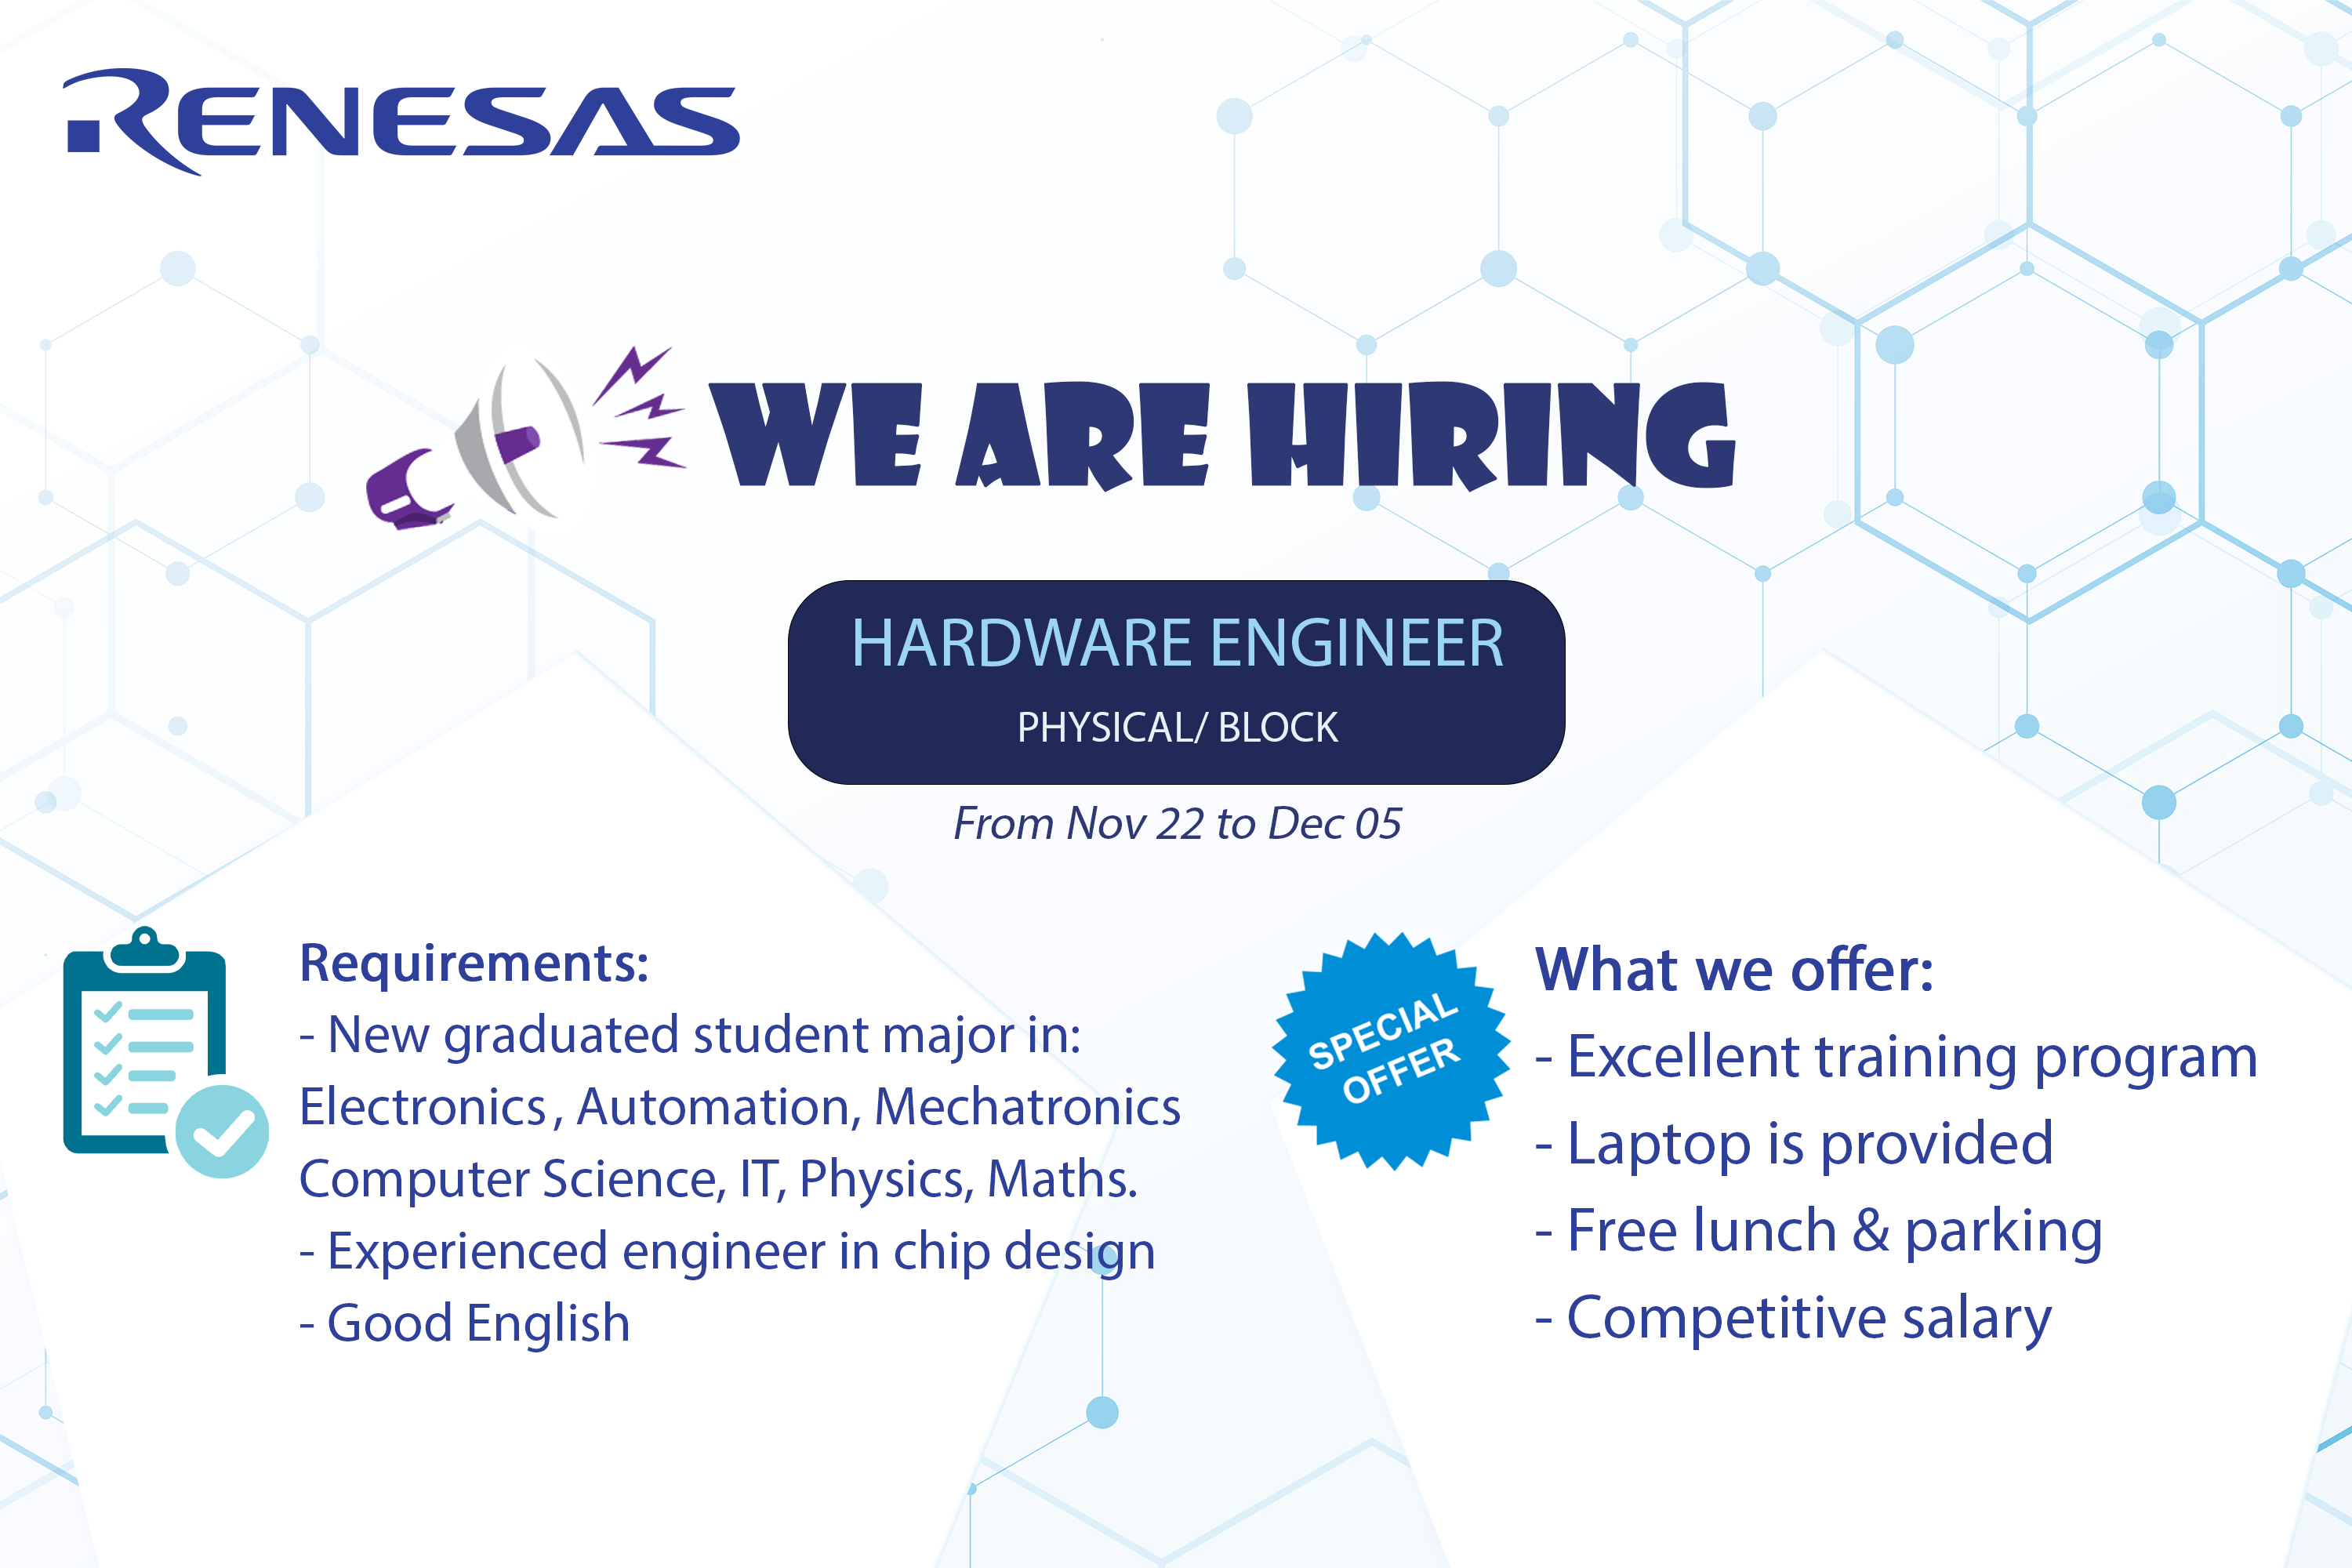 RENESAS
WE ARE HIRING
HARDWARE ENGINEER
PHYSICAL/ BLOCK
From Nov 22 to Dec 05
Requirements:
- New graduated student major in:
Electronics , Automation, Mechatronics
Computer Science, IT, Physics, Maths.
- Experienced engineer in chip design
- Good English
SPECIAL
OFFER
What we offer:
- Excellent training program
- Laptop is provided
- Free lunch & parking
- Competitive salary